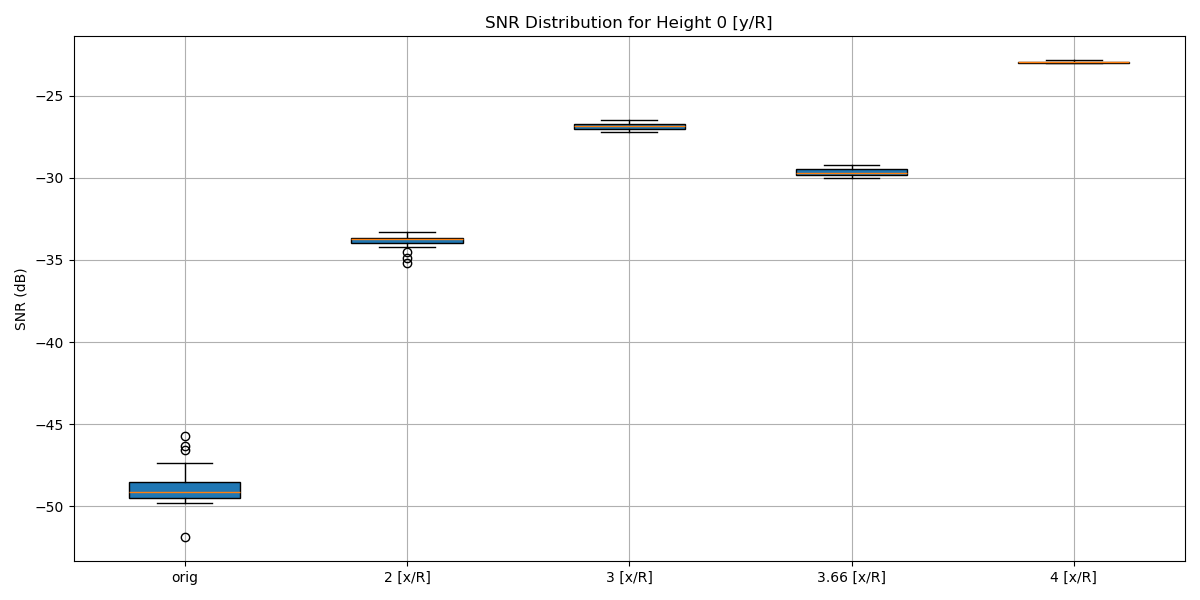 SNR Distribution for Height 0 [y/R]
SNR (dB)
−25
−30
−35
−40
−45
−50
orig
2 [x/R]
3 [x/R]
3.66 [x/R]
4 [x/R]